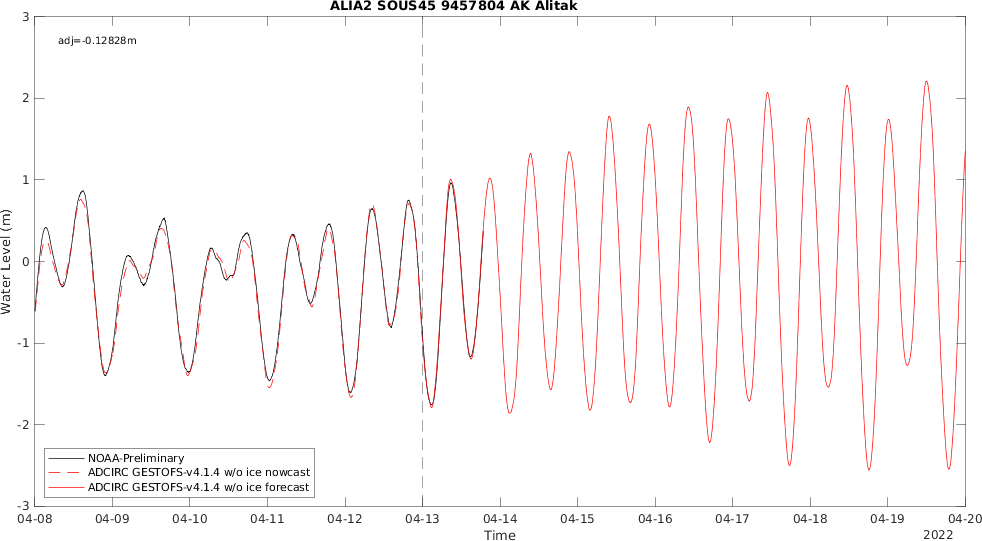 ALIA2 SOUS45 9457804 AK Alitak
3
adj=-0.12828m
2
1
0
-1
-2
-3
Water Level (m)
NOAA-Preliminary
ADCIRC GESTOFS-v4.1.4 w/o ice nowcast
ADCIRC GESTOFS-v4.1.4 w/o ice forecast
04-08 04-09 04-10 04-11 04-12 04-13 04-14 04-15 04-16 04-17 04-18 04-19 04-20
Time
2022